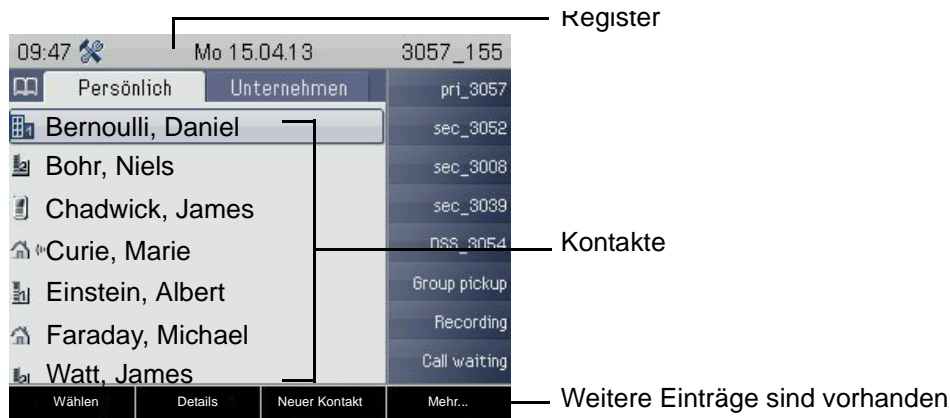 Register
09:47 Mo 15.04.13 3057_155
Persönlich Unternehmen pri_3057
Bernoulli, Daniel sec_3052
Bohr, Niels sec_3008
Chadwick, James sec_3039
Curie, Marie DSS_3054 Kontakte
Einstein, Albert Group pickup
Faraday, Michael Recording
Watt, James Call waiting
Wählen Details Neuer Kontakt Mehr... Weitere Einträge sind vorhanden